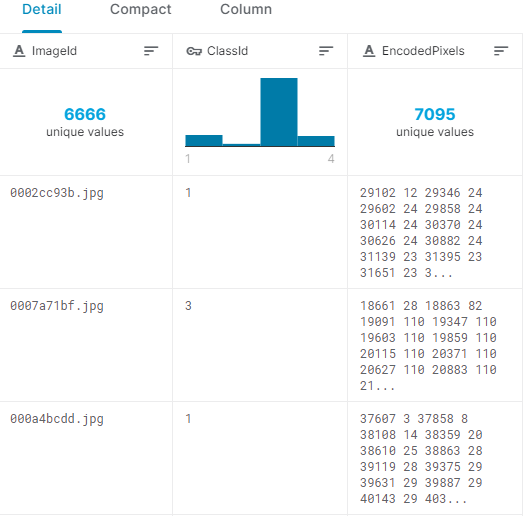 Detail Compact Column
ImageId ClassId EncodedPixels
6666
unique values
1 4
7095
unique values
0002cc93b.jpg
1
29102 12 29346 24
29602 24 29858 24
30114 24 30370 24
30626 24 30882 24
31139 23 31395 23
31651 23 3...
0007a71bf.jpg
3
18661 28 18863 82
19091 110 19347 110
19603 110 19859 110
20115 110 20371 110
20627 110 20883 110
21...
000a4bcdd.jpg
1
37607 3 37858 8
38108 14 38359 20
38610 25 38863 28
39119 28 39375 29
39631 29 39887 29
40143 29 403...